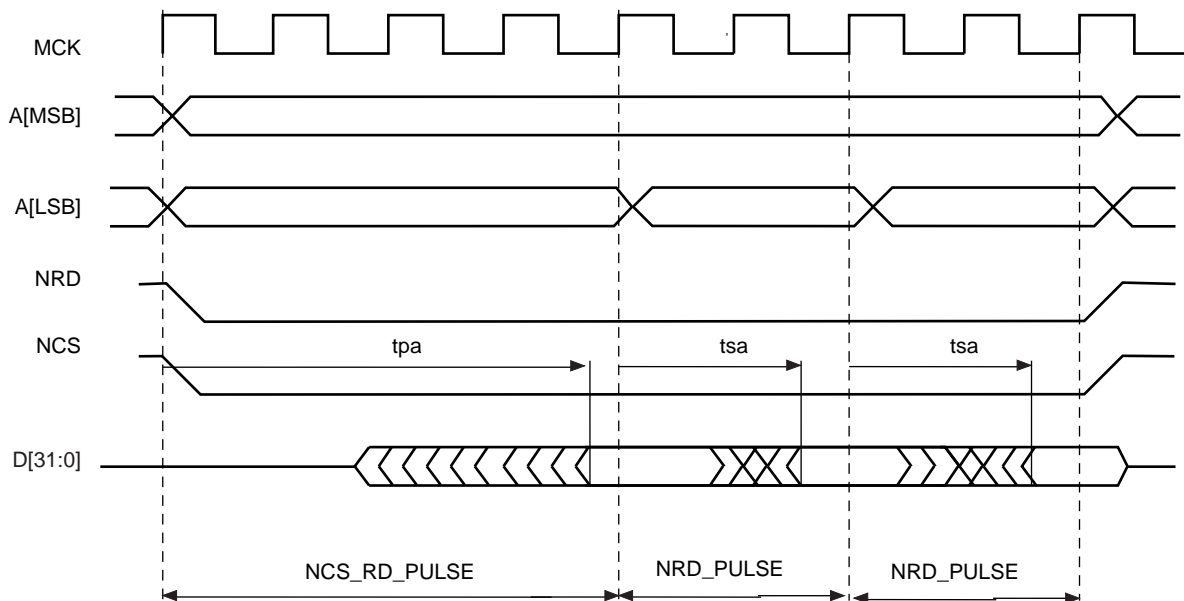 MCK
A[MSB]
A[LSB]
NRD
NCS
tpa tsa tsa
D[31:0]
NCS_RD_PULSE NRD_PULSE NRD_PULSE